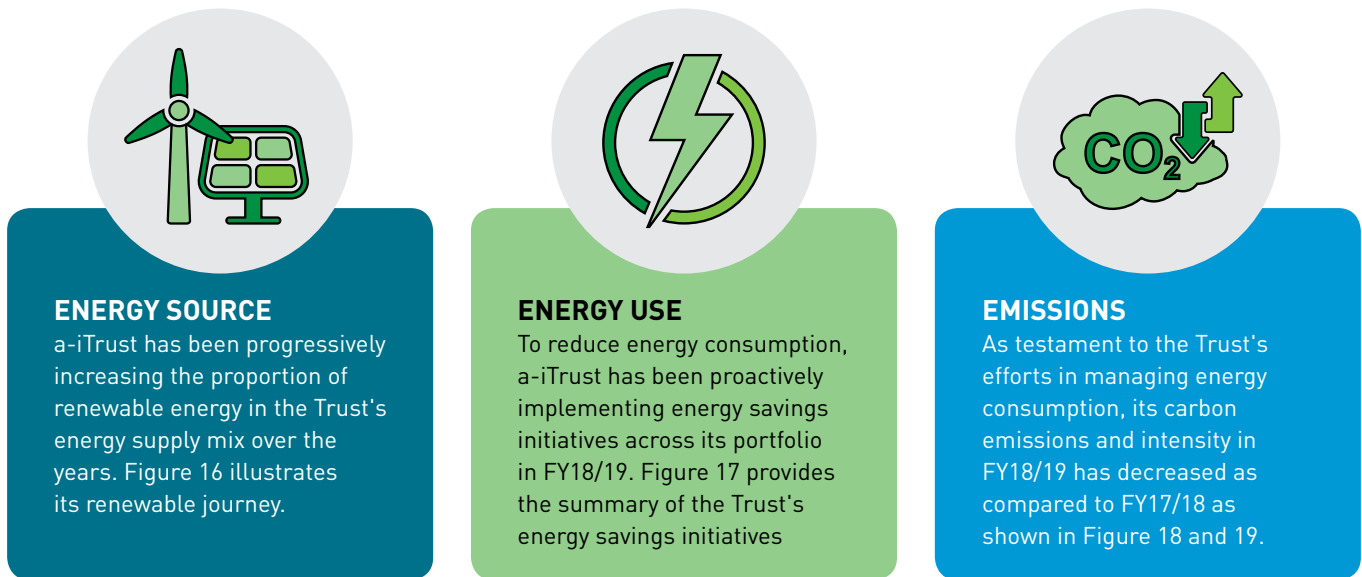 ENERGY SOURCE
a-iTrust has been progressively
increasing the proportion of
renewable energy in the Trust's
energy supply mix over the
years. Figure 16 illustrates
its renewable journey.
ENERGY USE
To reduce energy consumption,
a-iTrust has been proactively
implementing energy savings
initiatives across its portfolio
in FY18/19. Figure 17 provides
the summary of the Trust's
energy savings initiatives
CO2
EMISSIONS
As testament to the Trust's
efforts in managing energy
consumption, its carbon
emissions and intensity in
FY18/19 has decreased as
compared to FY17/18 as
shown in Figure 18 and 19.